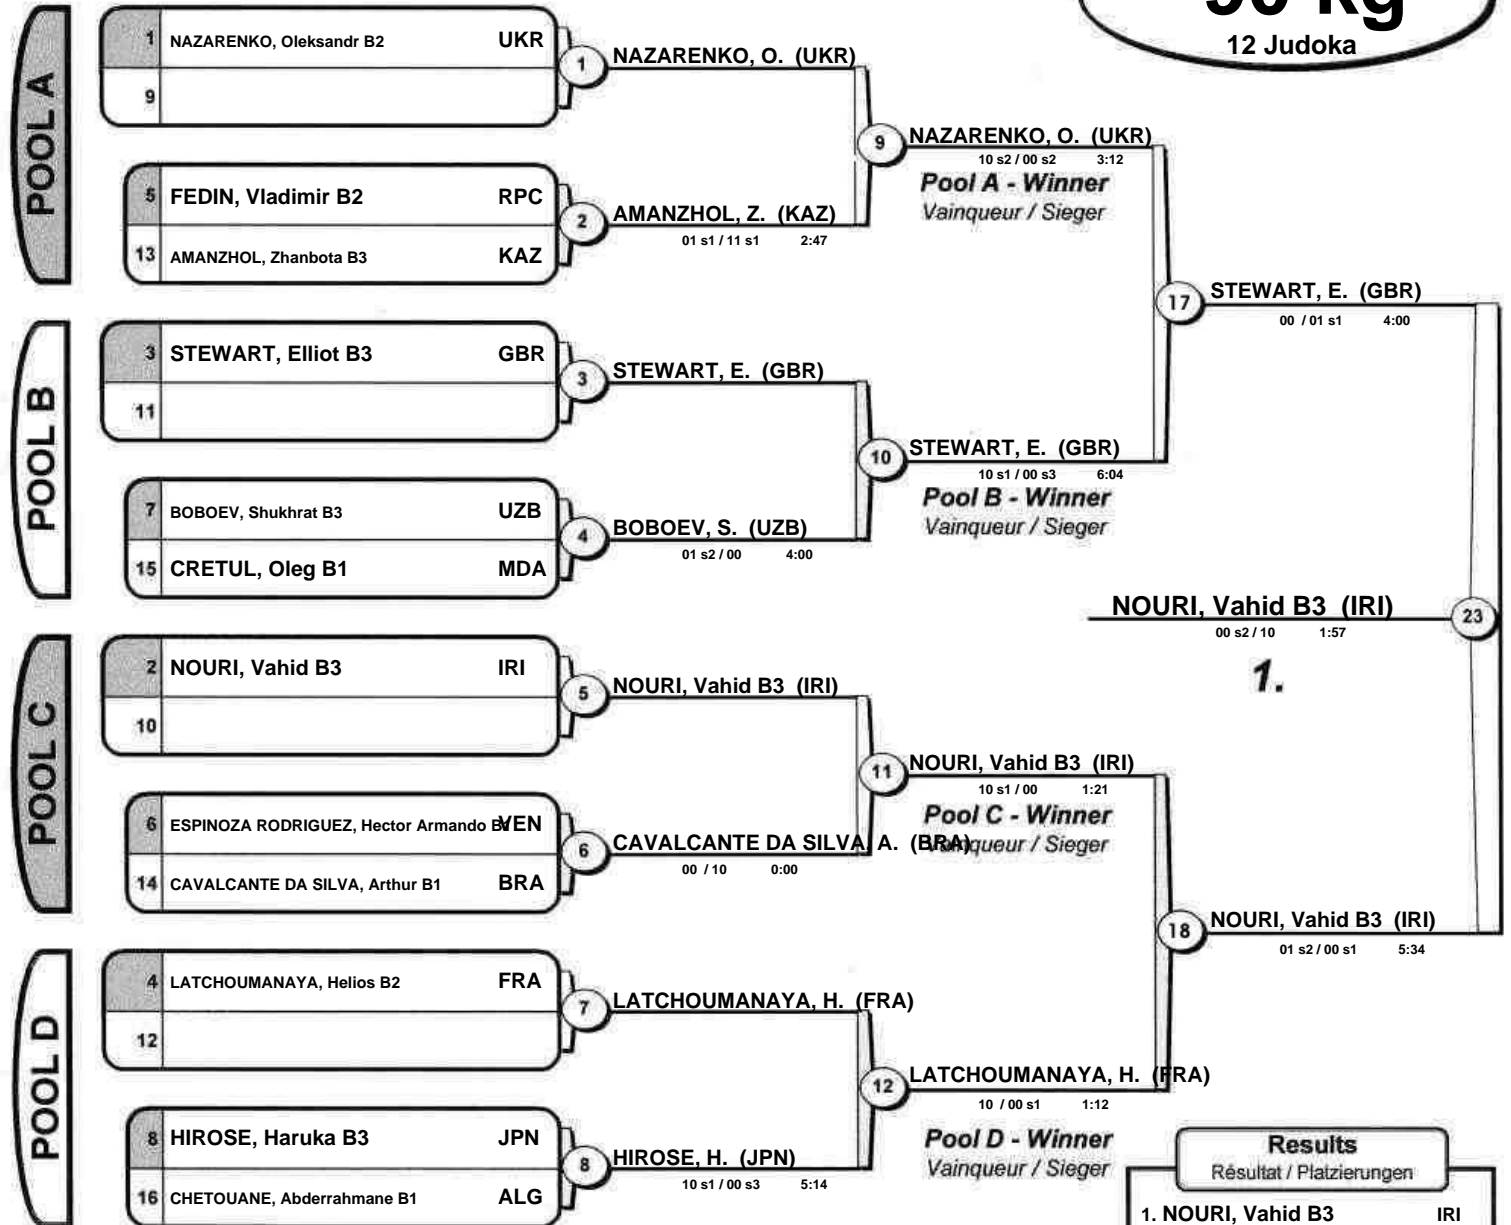 90 kg
12 Judoka
POOL A
1 NAZARENKO, Oleksandr B2 UKR
9
5 FEDIN, Vladimir B2 RPC
13 AMANZHOL, Zhanbota B3 KAZ
1 NAZARENKO, O. (UKR)
2 AMANZHOL, Z. (KAZ)
01 s1 / 11 s1 2:47
9 NAZARENKO, O. (UKR)
10 s2 / 00 s2 3:12
Pool A - Winner
Vainqueur / Sieger
POOL B
3 STEWART, Elliot B3 GBR
11
7 BOBOEV, Shukhrat B3 UZB
15 CRETUL, Oleg B1 MDA
3 STEWART, E. (GBR)
4 BOBOEV, S. (UZB)
01 s2 / 00 4:00
10 STEWART, E. (GBR)
10 s1 / 00 s3 6:04
Pool B - Winner
Vainqueur / Sieger
17 STEWART, E. (GBR)
00 / 01 s1 4:00
POOL C
2 NOURI, Vahid B3 IRI
10
6 ESPINOZA RODRIGUEZ, Hector Armando VEN
14 CAVALCANTE DA SILVA, Arthur B1 BRA
5 NOURI, Vahid B3 (IRI)
6 CAVALCANTE DA SILVA, A. (BRA)
00 / 10 0:00
11 NOURI, Vahid B3 (IRI)
10 s1 / 00 1:21
Pool C - Winner
Vainqueur / Sieger
POOL D
4 LATCHOUMANAYA, Helios B2 FRA
12
8 HIROSE, Haruka B3 JPN
16 CHETOUANE, Abderrahmane B1 ALG
7 LATCHOUMANAYA, H. (FRA)
8 HIROSE, H. (JPN)
10 s1 / 00 s3 5:14
12 LATCHOUMANAYA, H. (FRA)
10 / 00 s1 1:12
Pool D - Winner
Vainqueur / Sieger
18 NOURI, Vahid B3 (IRI)
01 s2 / 00 s1 5:34
NOURI, Vahid B3 (IRI) 23
00 s2 / 10 1:57
1.
Results
Résultat / Platzierungen
1. NOURI, Vahid B3 IRI